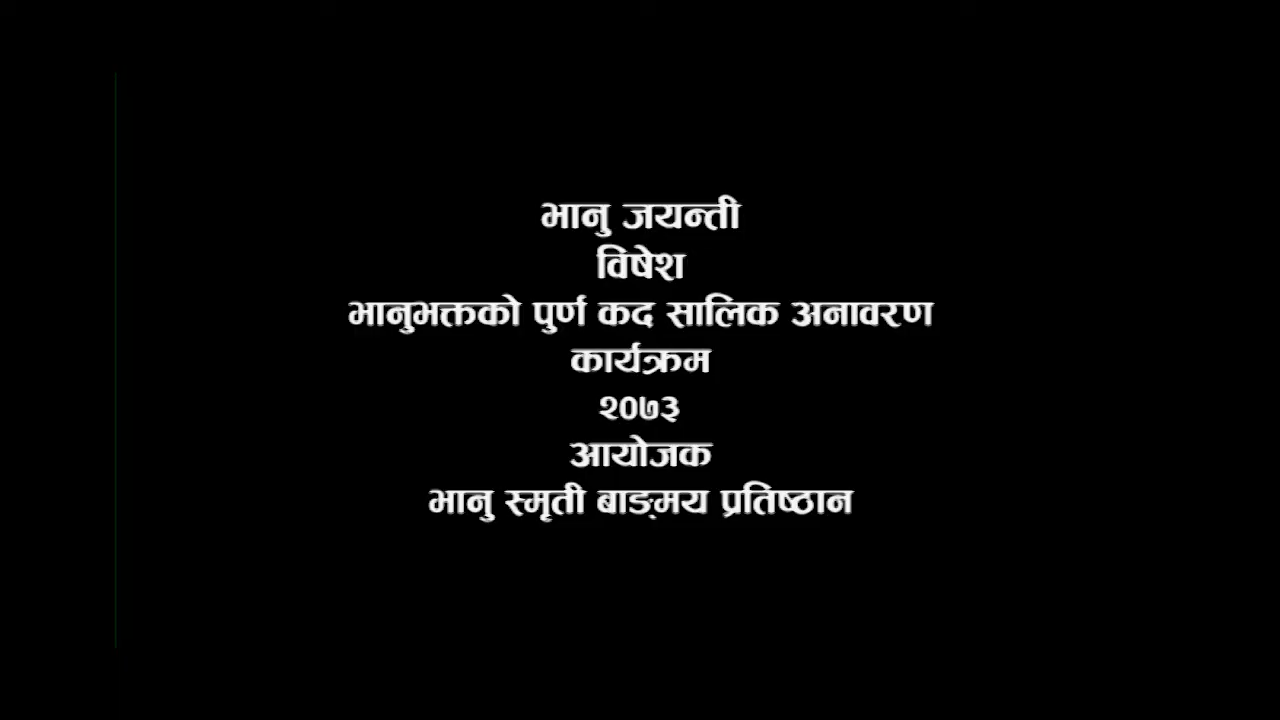 भानु जयन्ती
विषेश
भानुभक्तको पुर्ण कद सालिक अनावरण
कार्यक्रम
२०७३
आयोजक
भानु स्मृती बाङ्मय प्रतिष्ठान